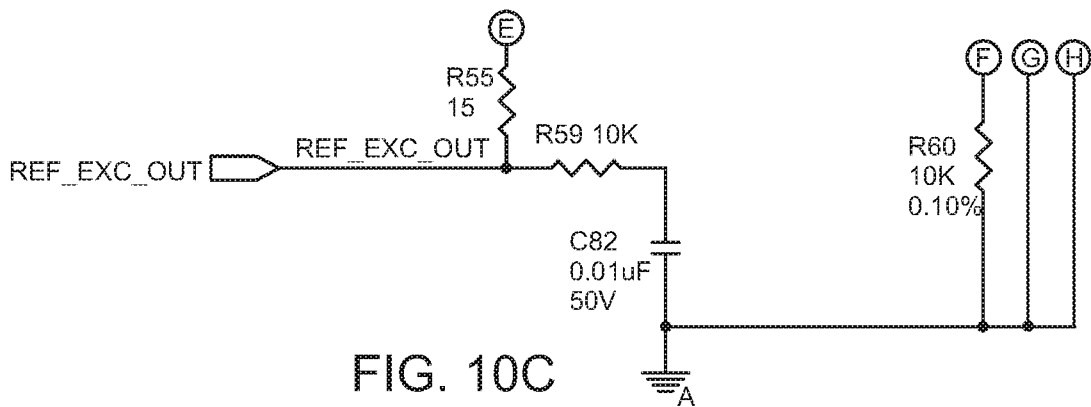 E
F G H
R55
15
R59 10K
REF_EXC_OUT
REF_EXC_OUT
R60
10K
0.10%
C82
0.01uF
50V
A
FIG. 10C